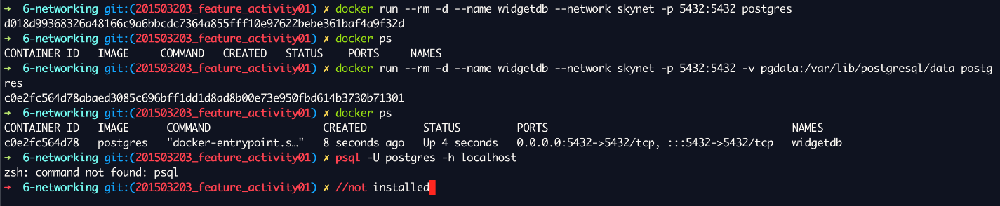 ➜ 6-networking git:(201503203_feature_activity01) ✗ docker run --rm -d --name widgetdb --network skynet -p 5432:5432 postgres
d018d99368326a48166c9a6bbcdc7364a855fff10e97622bebe361baf4a9f32d
➜ 6-networking git:(201503203_feature_activity01) ✗ docker ps
CONTAINER ID IMAGE COMMAND CREATED STATUS PORTS NAMES
➜ 6-networking git:(201503203_feature_activity01) ✗ docker run --rm -d --name widgetdb --network skynet -p 5432:5432 -v pgdata:/var/lib/postgresql/data postg
res
c0e2fc564d78abaed3085c696bff1dd1d8ad8b00e73e950fbd614b3730b71301
➜ 6-networking git:(201503203_feature_activity01) ✗ docker ps
CONTAINER ID IMAGE COMMAND CREATED STATUS PORTS NAMES
c0e2fc564d78 postgres "docker-entrypoint.s…" 8 seconds ago Up 4 seconds 0.0.0.0:5432->5432/tcp, :::5432->5432/tcp widgetdb
➜ 6-networking git:(201503203_feature_activity01) ✗ psql -U postgres -h localhost
zsh: command not found: psql
➜ 6-networking git:(201503203_feature_activity01) ✗ //not installed